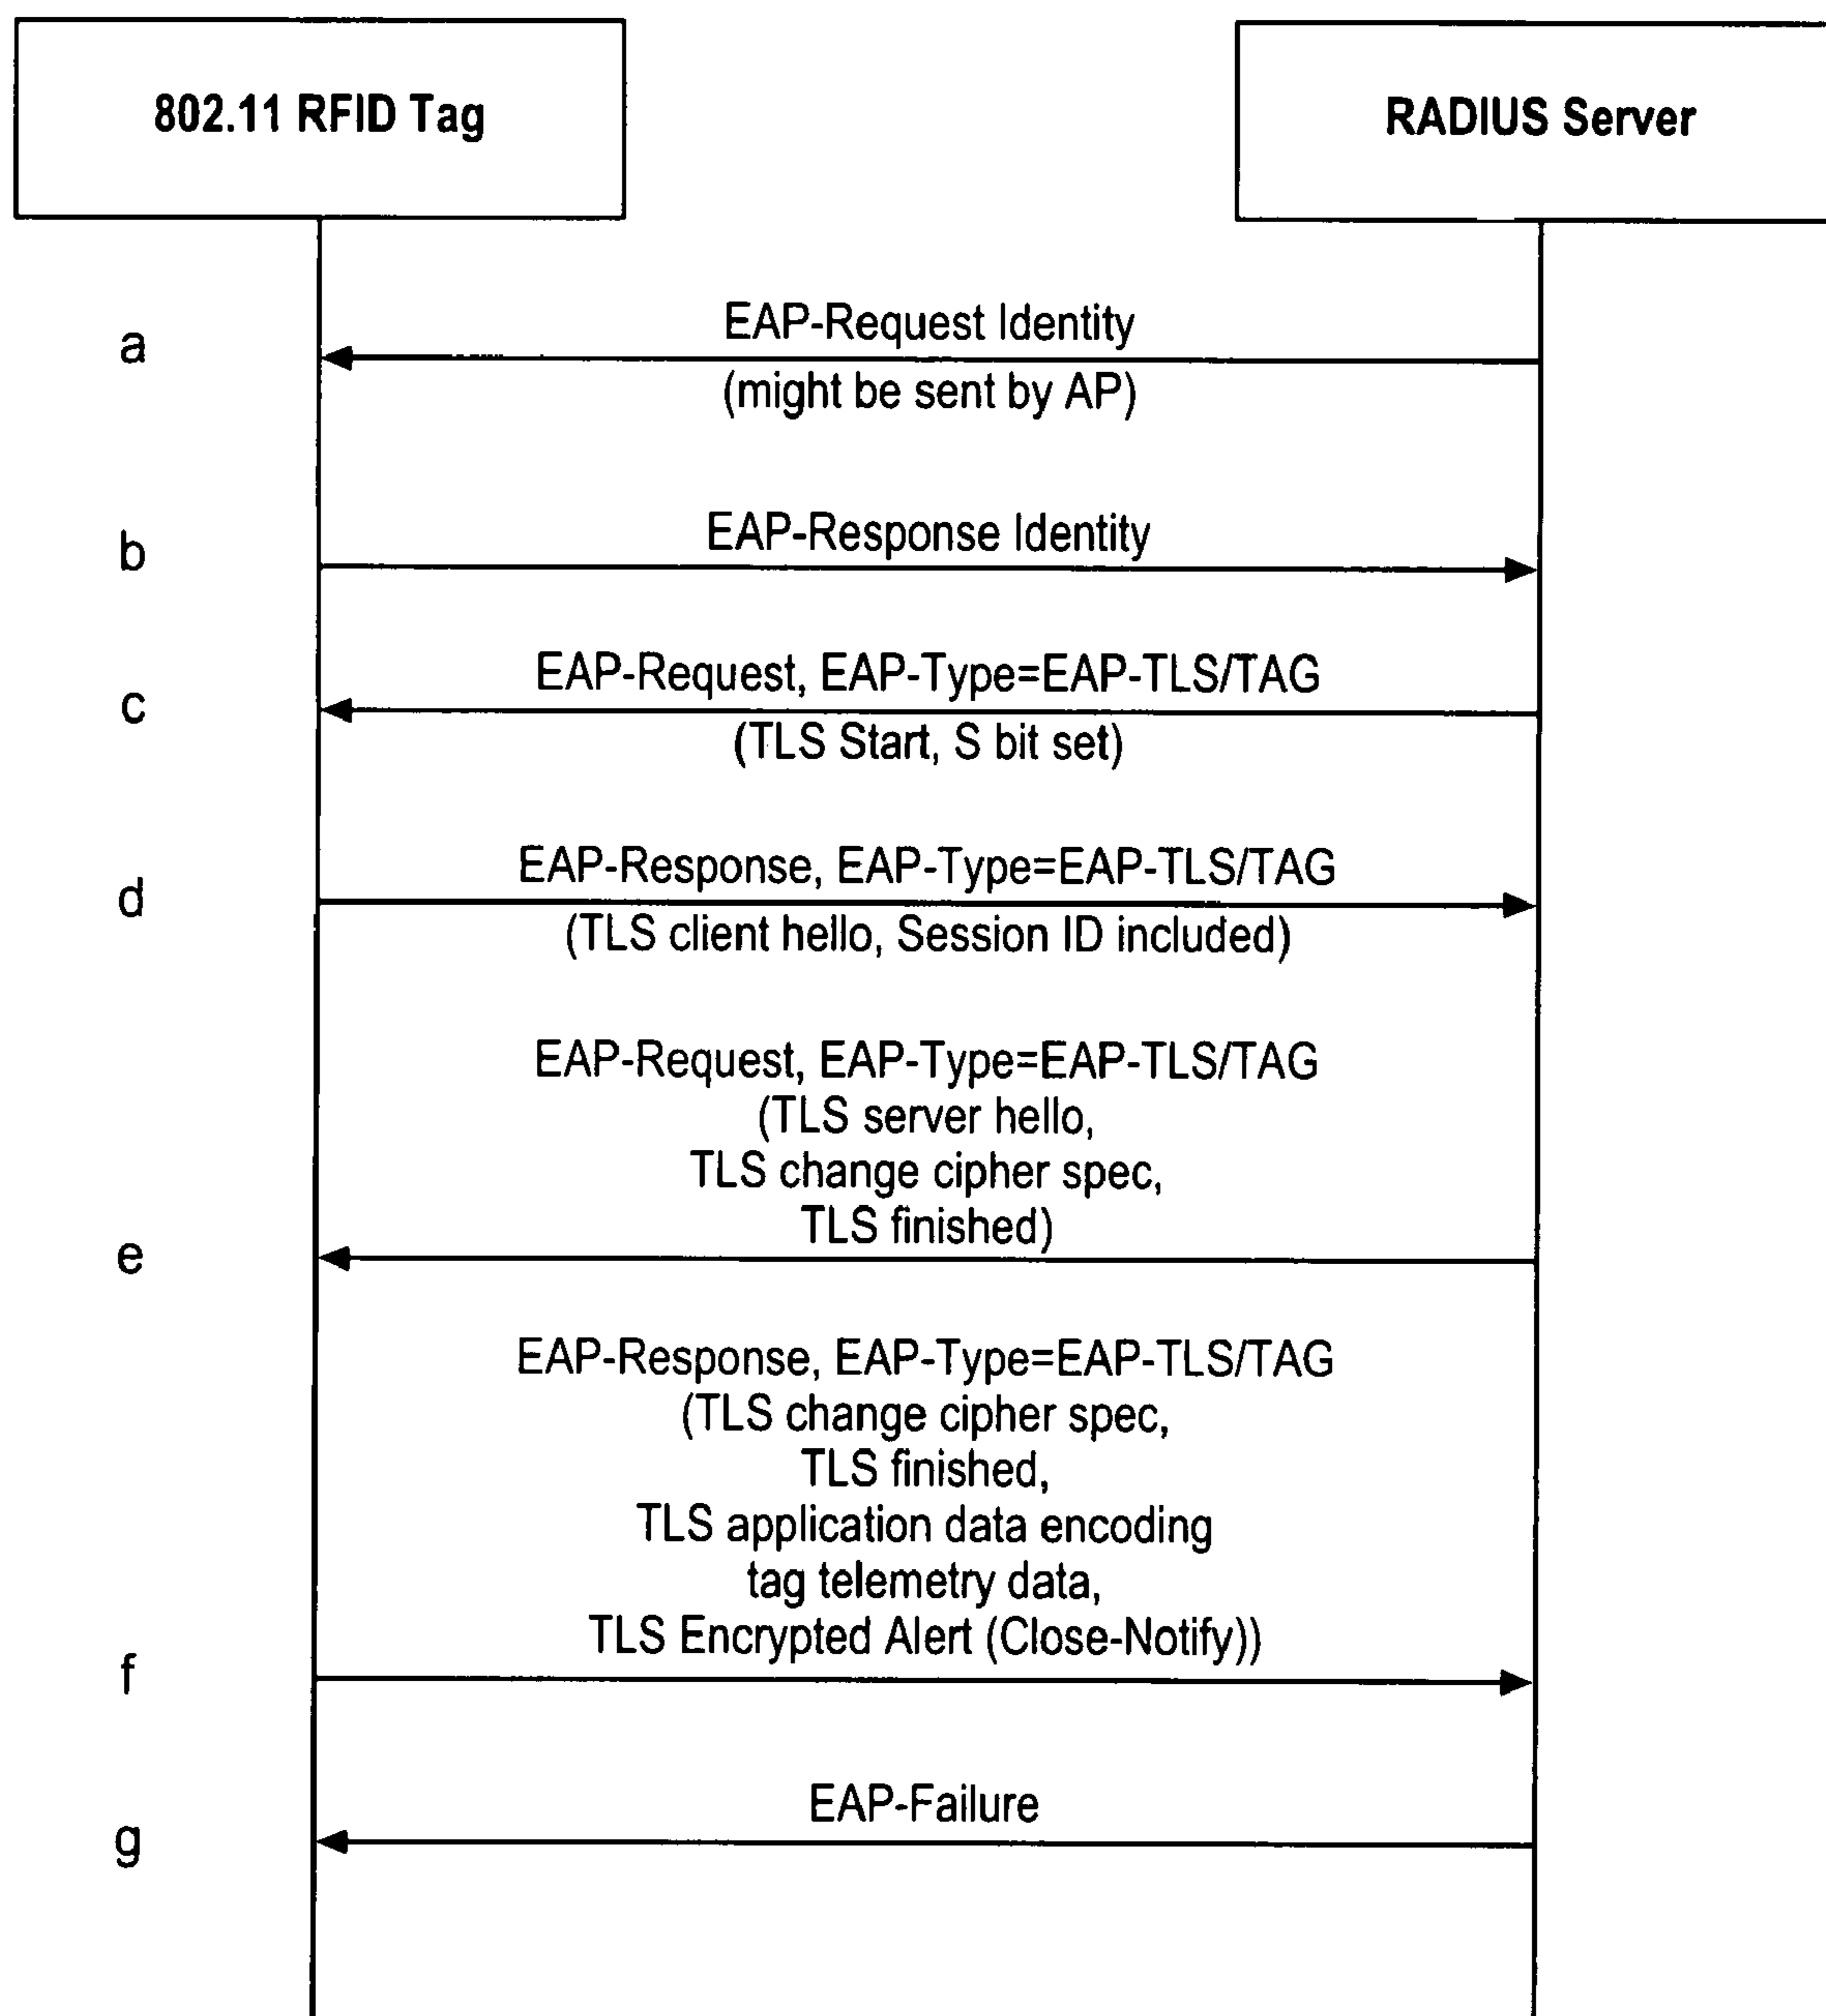 802.11 RFID Tag
RADIUS Server
a
EAP-Request Identity
(might be sent by AP)
b
EAP-Response Identity
c
EAP-Request, EAP-Type=EAP-TLS/TAG
(TLS Start, S bit set)
d
EAP-Response, EAP-Type=EAP-TLS/TAG
(TLS client hello, Session ID included)
EAP-Request, EAP-Type=EAP-TLS/TAG
(TLS server hello,
TLS change cipher spec,
TLS finished)
e
EAP-Response, EAP-Type=EAP-TLS/TAG
(TLS change cipher spec,
TLS finished,
TLS application data encoding
tag telemetry data,
TLS Encrypted Alert (Close-Notify))
f
EAP-Failure
g